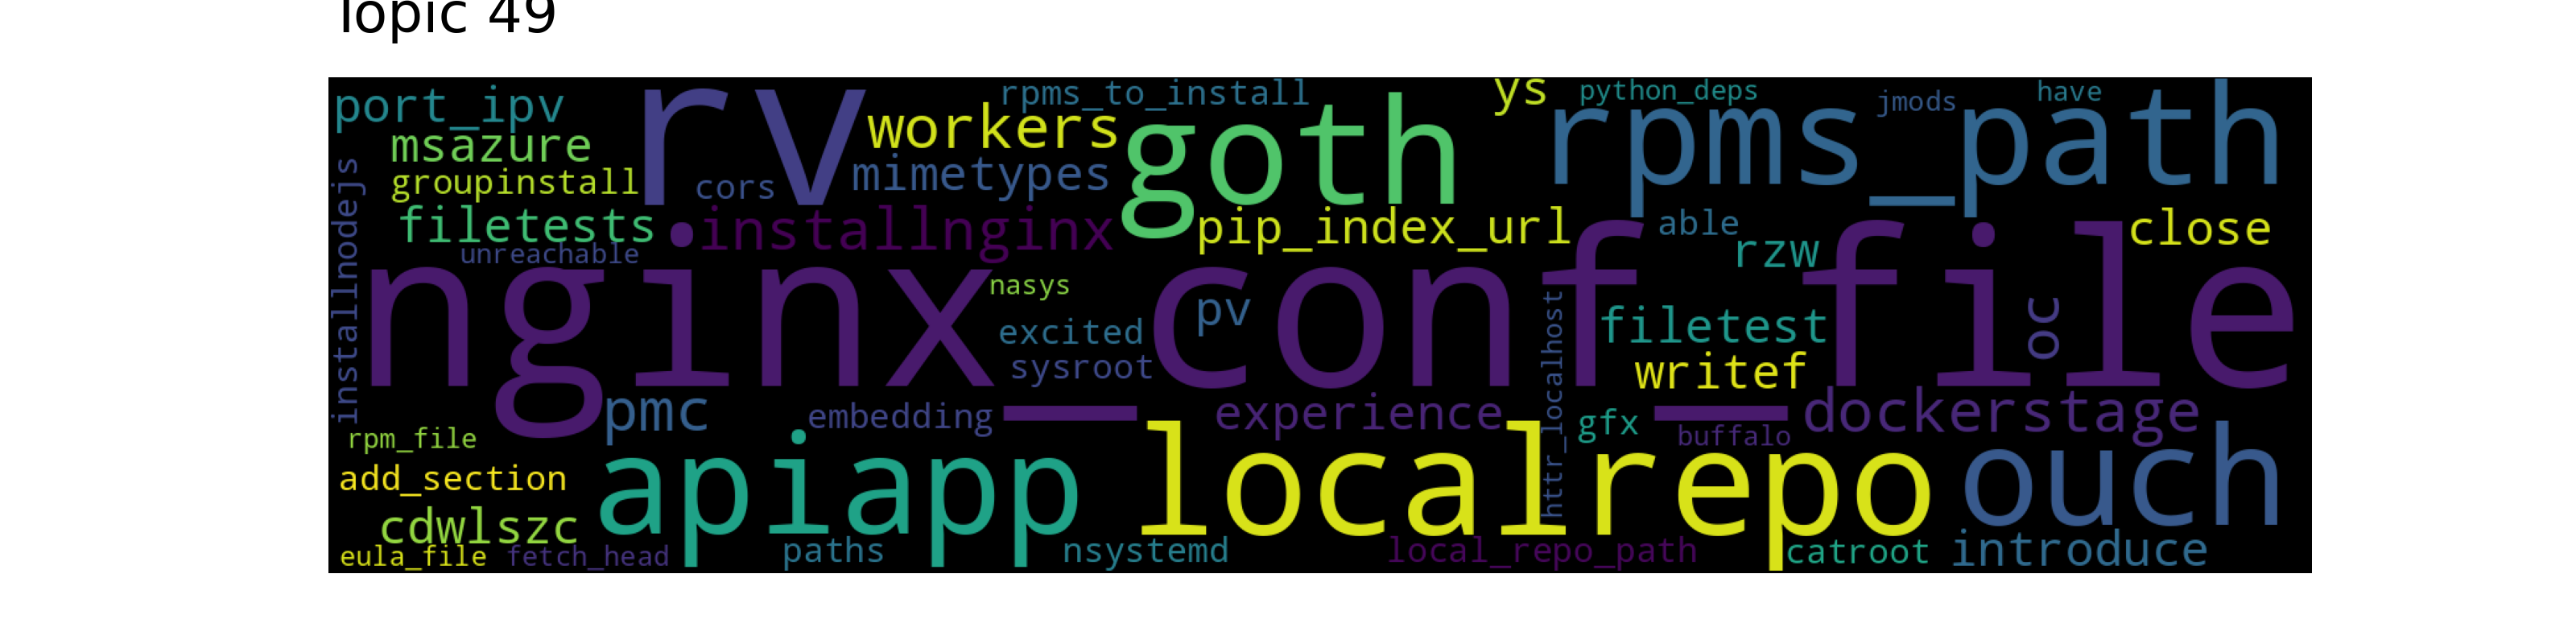 Topic 49
port_ipv
rv
workers
rpms_to_install
ys
python_deps
jmods
have
msazure
goth
rpms_path
groupinstall
cors
mimetypes
filetests
installnginx
pip_index_url
able
close
unreachable
rzw
installnodejs
nginx_conf_file
nasys
pv
excited
filetest
oc
sysroot
writef
httr_localhost
pmc
embedding
experience
gfx
dockerstage
rpm_file
buffalo
add_section
apiapp
localrepo
ouch
cdwlszc
eula_file
fetch_head
paths
nsystemd
local_repo_path
catroot
introduce